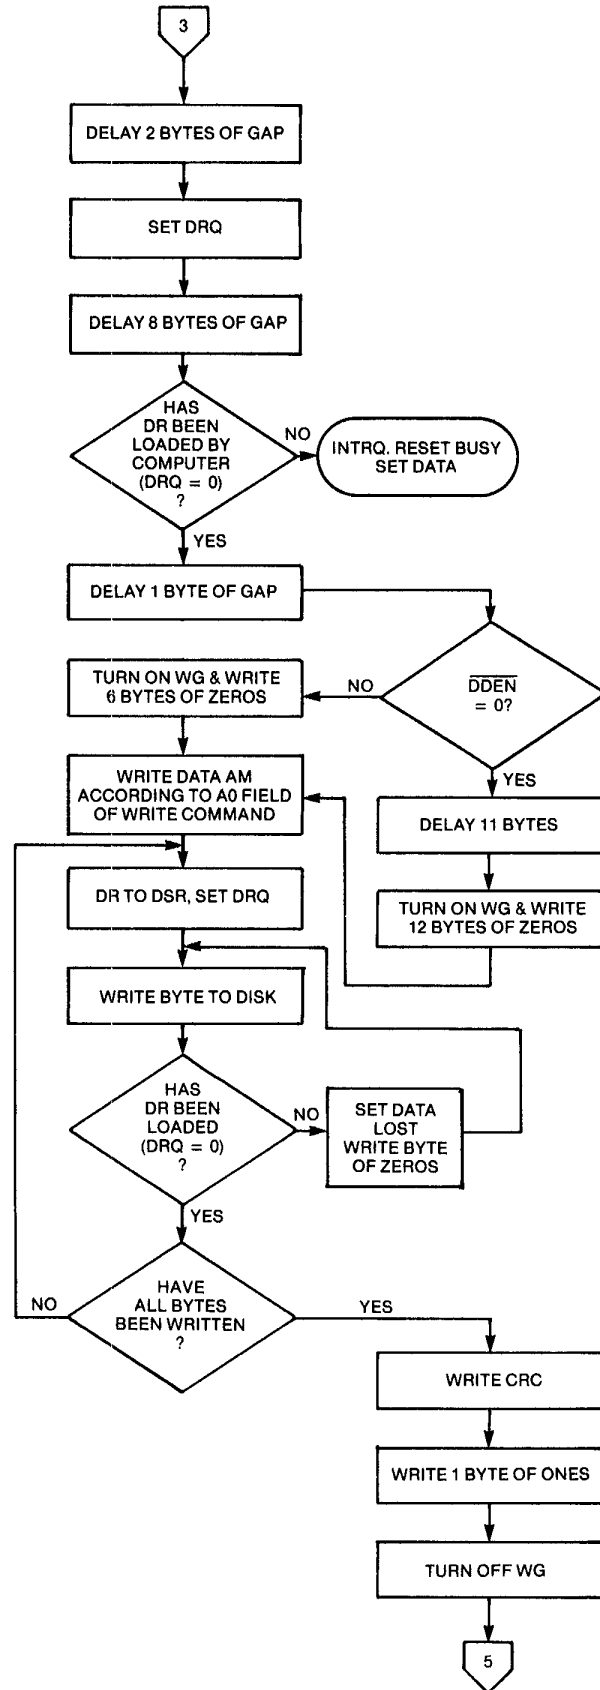 3
DELAY 2 BYTES OF GAP
SET DRQ
DELAY 8 BYTES OF GAP
HAS
DR BEEN
LOADED BY
COMPUTER
(DRQ = 0)
?
NO
INTRQ. RESET BUSY
SET DATA
YES
DELAY 1 BYTE OF GAP
DDEN
= 0?
NO
TURN ON WG & WRITE
6 BYTES OF ZEROS
YES
WRITE DATA AM
ACCORDING TO A0 FIELD
OF WRITE COMMAND
DELAY 11 BYTES
DR TO DSR, SET DRQ
TURN ON WG & WRITE
12 BYTES OF ZEROS
WRITE BYTE TO DISK
HAS
DR BEEN
LOADED
(DRQ = 0)
?
NO
SET DATA
LOST
WRITE BYTE
OF ZEROS
YES
HAVE
ALL BYTES
BEEN WRITTEN
?
NO
YES
WRITE CRC
WRITE 1 BYTE OF ONES
TURN OFF WG
5